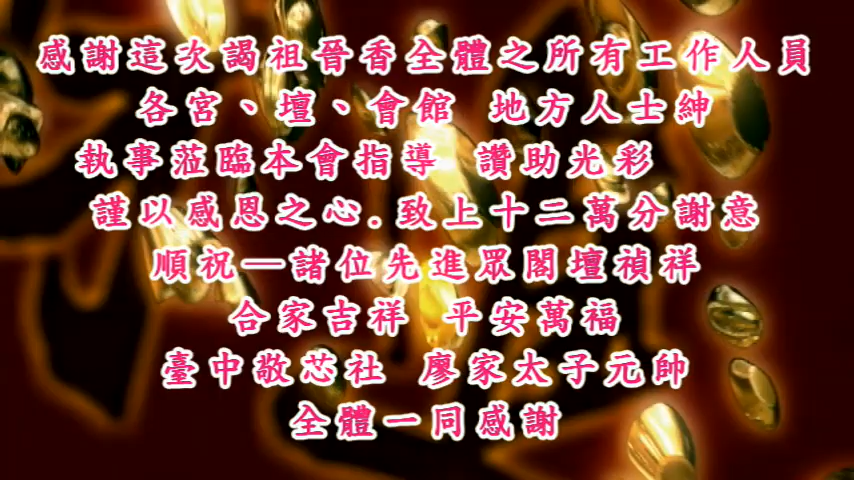 感謝這次謁祖晉香全體之所有工作人員
各宮、壇、會館 地方人士紳
執事蒞臨本會指導 讚助光彩
謹以感恩之心.致上十二萬分謝意
順祝—諸位先進眾閣壇禎祥
合家吉祥 平安萬福
臺中敬芯社 廖家太子元帥
全體一同感謝